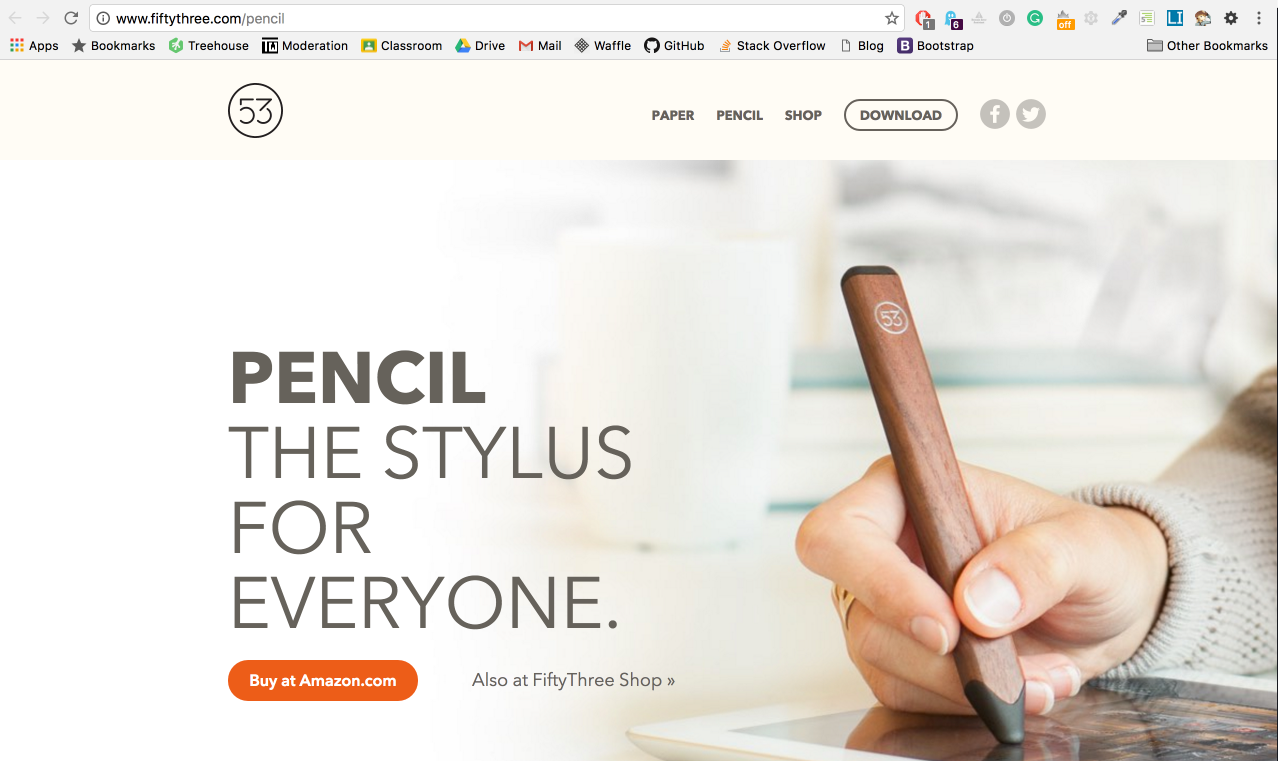 www.fiftythree.com/pencil
1
6
off
LI
Apps Bookmarks Treehouse Moderation Classroom Drive Mail Waffle GitHub Stack Overflow Blog B Bootstrap Other Bookmarks
53
PAPER PENCIL SHOP DOWNLOAD
53
PENCIL
THE STYLUS
FOR
EVERYONE.
Buy at Amazon.com Also at FiftyThree Shop »